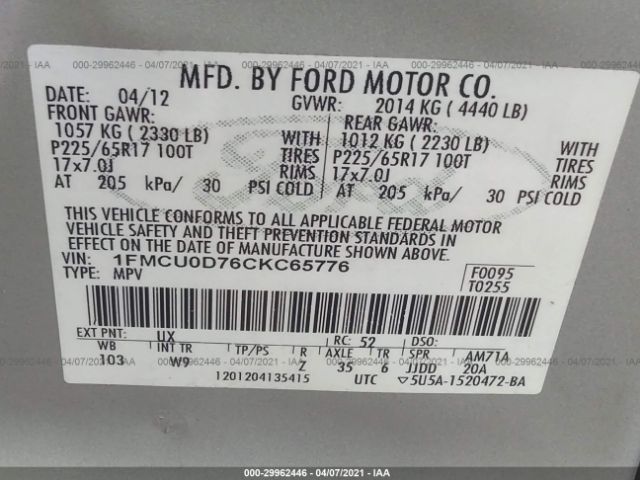 000-29962446 - 04/07/2021 - IAA
MFD. BY FORD MOTOR CO.
DATE: 04/12 GVWR: 2014 KG ( 4440 LB)
FRONT GAWR: REAR GAWR:
1057 KG ( 2330 LB) WITH 1012 KG ( 2230 LB) WITH
P225/65R17 100T TIRES P225/65R17 100T TIRES
17x7.0J RIMS 17x7.0J RIMS
AT 205 kPa/ 30 PSI COLD AT 205 kPa/ 30 PSI COLD
Ford
THIS VEHICLE CONFORMS TO ALL APPLICABLE FEDERAL MOTOR
VEHICLE SAFETY AND THEFT PREVENTION STANDARDS IN
EFFECT ON THE DATE OF MANUFACTURE SHOWN ABOVE.
VIN: 1FMCU0D76CKC65776
TYPE: MPV F0095
T0255
EXT PNT: UX RC: 52 DSO:
WB INT TR TP/PS R AXLE TR SPR AM71A
103 W9 Z 35 6 JJDD 20A
1201204135415 UTC ▽5U5A-1520472-BA
000-29962446 - 04/07/2021 - IAA